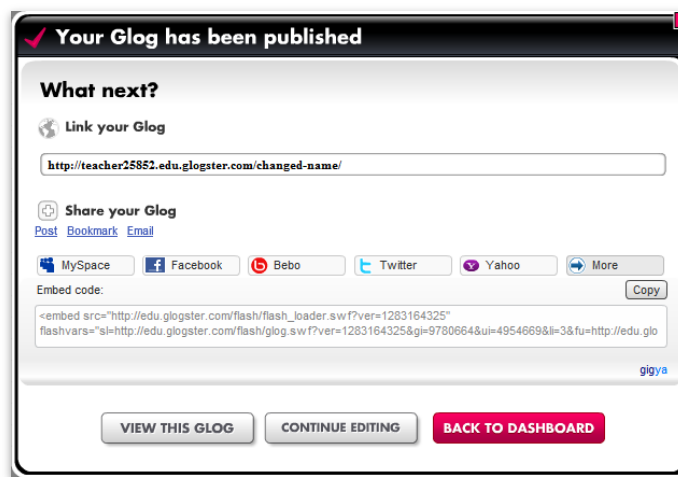 Your Glog has been published
What next?
Link your Glog
http://teacher25852.edu.glogster.com/changed-name/
Share your Glog
Post Bookmark Email
MySpace Facebook Bebo Twitter Yahoo More
Embed code: Copy
<embed src="http://edu.glogster.com/flash/flash_loader.swf?ver=1283164325"
flashvars="sl=http://edu.glogster.com/flash/glog.swf?ver=1283164325&gi=9780664&ui=4954669&li=3&fu=http://edu.glo
gigya
VIEW THIS GLOG CONTINUE EDITING BACK TO DASHBOARD